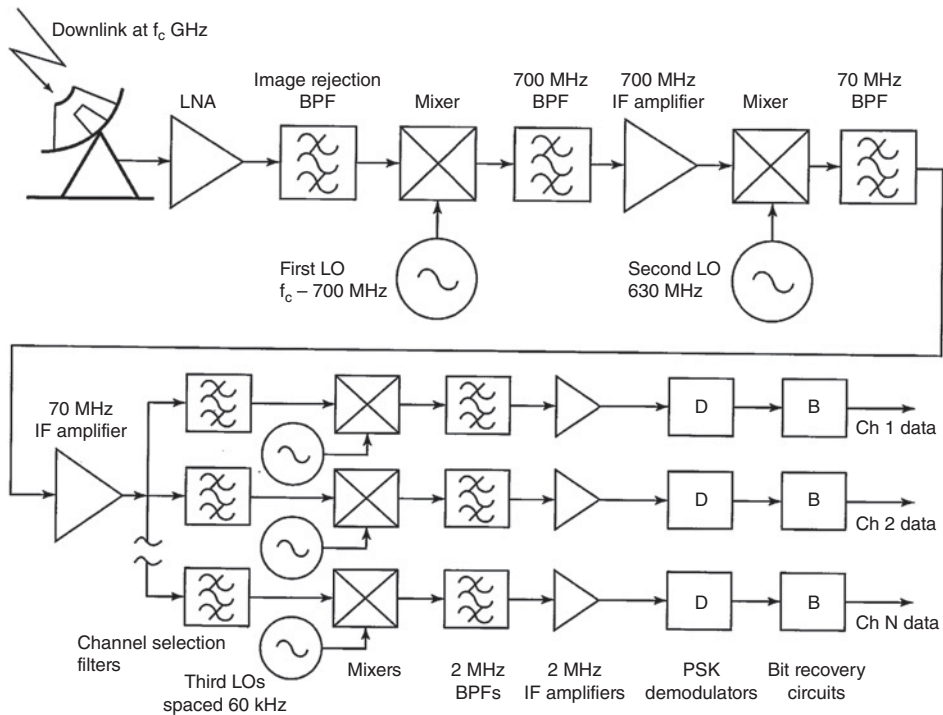 Downlink at fc GHz
LNA
Image rejection
BPF
Mixer
700 MHz
BPF
700 MHz
IF amplifier
Mixer
70 MHz
BPF
First LO
fc – 700 MHz
Second LO
630 MHz
70 MHz
IF amplifier
D
B
Ch 1 data
D
B
Ch 2 data
D
B
Ch N data
Channel selection
filters
Third LOs
spaced 60 kHz
Mixers
2 MHz
BPFs
2 MHz
IF amplifiers
PSK
demodulators
Bit recovery
circuits